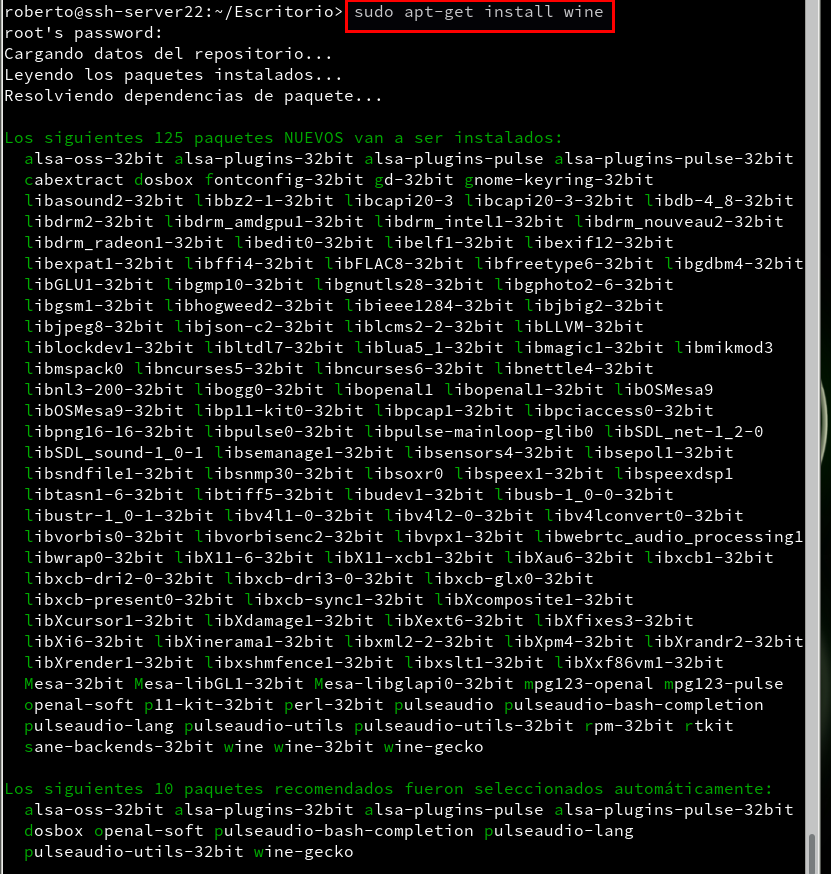 roberto@ssh-server22:~/Escritorio> sudo apt-get install wine
root's password:
Cargando datos del repositorio...
Leyendo los paquetes instalados...
Resolviendo dependencias de paquete...
Los siguientes 125 paquetes NUEVOS van a ser instalados:
alsa-oss-32bit alsa-plugins-32bit alsa-plugins-pulse alsa-plugins-pulse-32bit
cabextract dosbox fontconfig-32bit gd-32bit gnome-keyring-32bit
libasound2-32bit libbz2-1-32bit libcapi20-3 libcapi20-3-32bit libdb-4_8-32bit
libdrm2-32bit libdrm_amdgpu1-32bit libdrm_intel1-32bit libdrm_nouveau2-32bit
libdrm_radeon1-32bit libedit0-32bit libelf1-32bit libexif12-32bit
libexpat1-32bit libffi4-32bit libFLAC8-32bit libfreetype6-32bit libgdbm4-32bit
libGLU1-32bit libgmp10-32bit libgnutls28-32bit libgphoto2-6-32bit
libgsm1-32bit libhogweed2-32bit libieee1284-32bit libjbig2-32bit
libjpeg8-32bit libjson-c2-32bit liblcms2-2-32bit libLLVM-32bit
liblockdev1-32bit libltdl7-32bit liblua5_1-32bit libmagic1-32bit libmikmod3
libmspack0 libncurses5-32bit libncurses6-32bit libnettle4-32bit
libnl3-200-32bit libogg0-32bit libopenal1 libopenal1-32bit libOSMesa9
libOSMesa9-32bit libp11-kit0-32bit libpcap1-32bit libpciaccess0-32bit
libpng16-16-32bit libpulse0-32bit libpulse-mainloop-glib0 libSDL_net-1_2-0
libSDL_sound-1_0-1 libsemanage1-32bit libsensors4-32bit libsepol1-32bit
libsndfile1-32bit libsnmp30-32bit libsoxr0 libspeex1-32bit libspeexdsp1
libtasn1-6-32bit libtiff5-32bit libudev1-32bit libusb-1_0-0-32bit
libustr-1_0-1-32bit libv4l1-0-32bit libv4l2-0-32bit libv4lconvert0-32bit
libvorbis0-32bit libvorbisenc2-32bit libvpx1-32bit libwebrtc_audio_processing1
libwrap0-32bit libX11-6-32bit libX11-xcb1-32bit libXau6-32bit libxcb1-32bit
libxcb-dri2-0-32bit libxcb-dri3-0-32bit libxcb-glx0-32bit
libxcb-present0-32bit libxcb-sync1-32bit libXcomposite1-32bit
libXcursor1-32bit libXdamage1-32bit libXext6-32bit libXfixes3-32bit
libXi6-32bit libXinerama1-32bit libxml2-2-32bit libXpm4-32bit libXrandr2-32bit
libXrender1-32bit libxshmfence1-32bit libxslt1-32bit libXxf86vm1-32bit
Mesa-32bit Mesa-libGL1-32bit Mesa-libglapi0-32bit mpg123-openal mpg123-pulse
openal-soft p11-kit-32bit perl-32bit pulseaudio pulseaudio-bash-completion
pulseaudio-lang pulseaudio-utils pulseaudio-utils-32bit rpm-32bit rtkit
sane-backends-32bit wine wine-32bit wine-gecko
Los siguientes 10 paquetes recomendados fueron seleccionados automáticamente:
alsa-oss-32bit alsa-plugins-32bit alsa-plugins-pulse alsa-plugins-pulse-32bit
dosbox openal-soft pulseaudio-bash-completion pulseaudio-lang
pulseaudio-utils-32bit wine-gecko